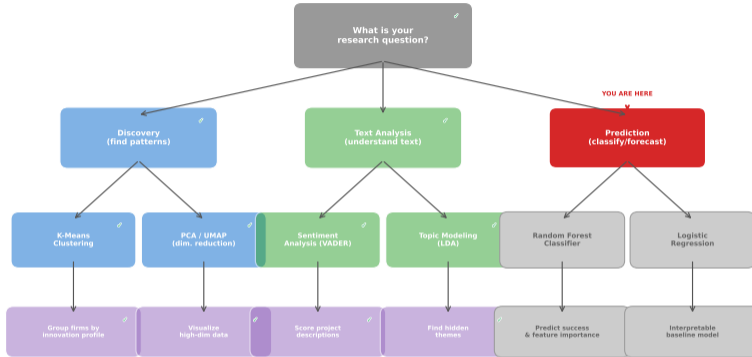 What is your
research question?
YOU ARE HERE
Discovery
(find patterns)
Text Analysis
(understand text)
Prediction
(classify/forecast)
K-Means
Clustering
PCA / UMAP
(dim. reduction)
Sentiment
Analysis (VADER)
Topic Modeling
(LDA)
Random Forest
Classifier
Logistic
Regression
Group firms by
innovation profile
Visualize
high-dim data
Score project
descriptions
Find hidden
themes
Predict success
& feature importance
Interpretable
baseline model